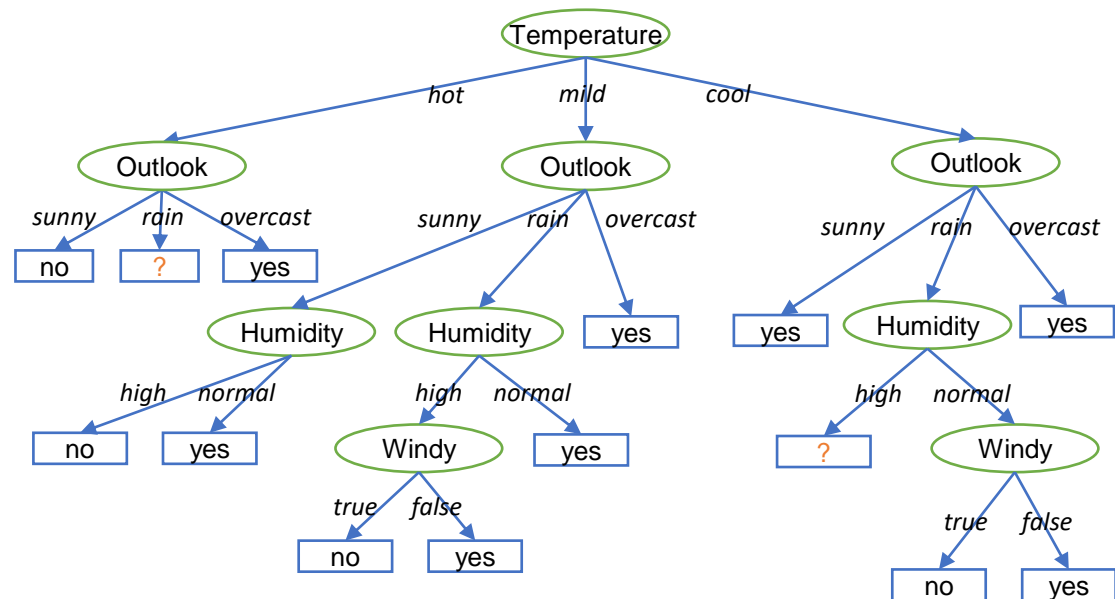 Temperature
hot mild cool
Outlook Outlook Outlook
sunny rain overcast sunny rain overcast sunny rain overcast
no ? yes
Humidity Humidity yes yes Humidity yes
high normal high normal high normal
no yes Windy yes ? Windy
true false true false
no yes no yes